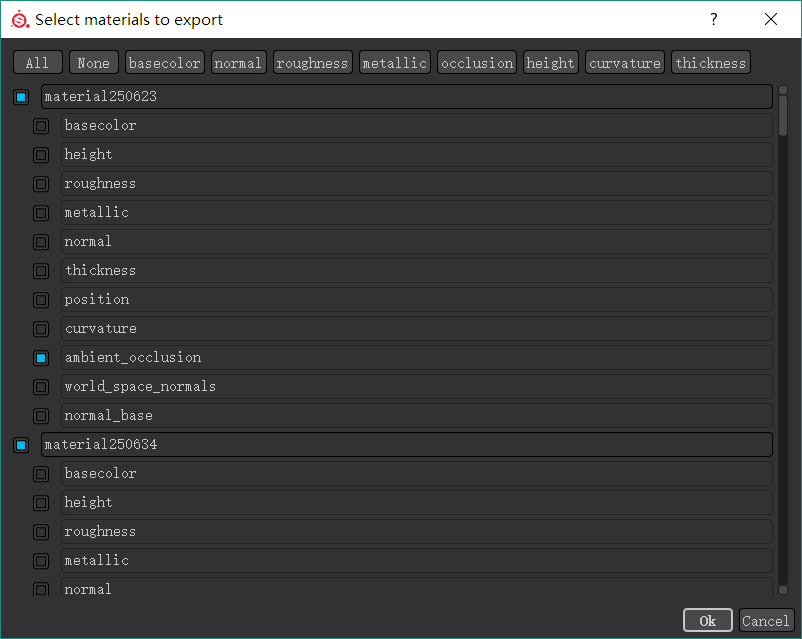 Select materials to export ?
All None basecolor normal roughness metallic occlusion height curvature thickness
material250623
basecolor
height
roughness
metallic
normal
thickness
position
curvature
ambient_occlusion
world_space_normals
normal_base
material250634
basecolor
height
roughness
metallic
normal
Ok Cancel